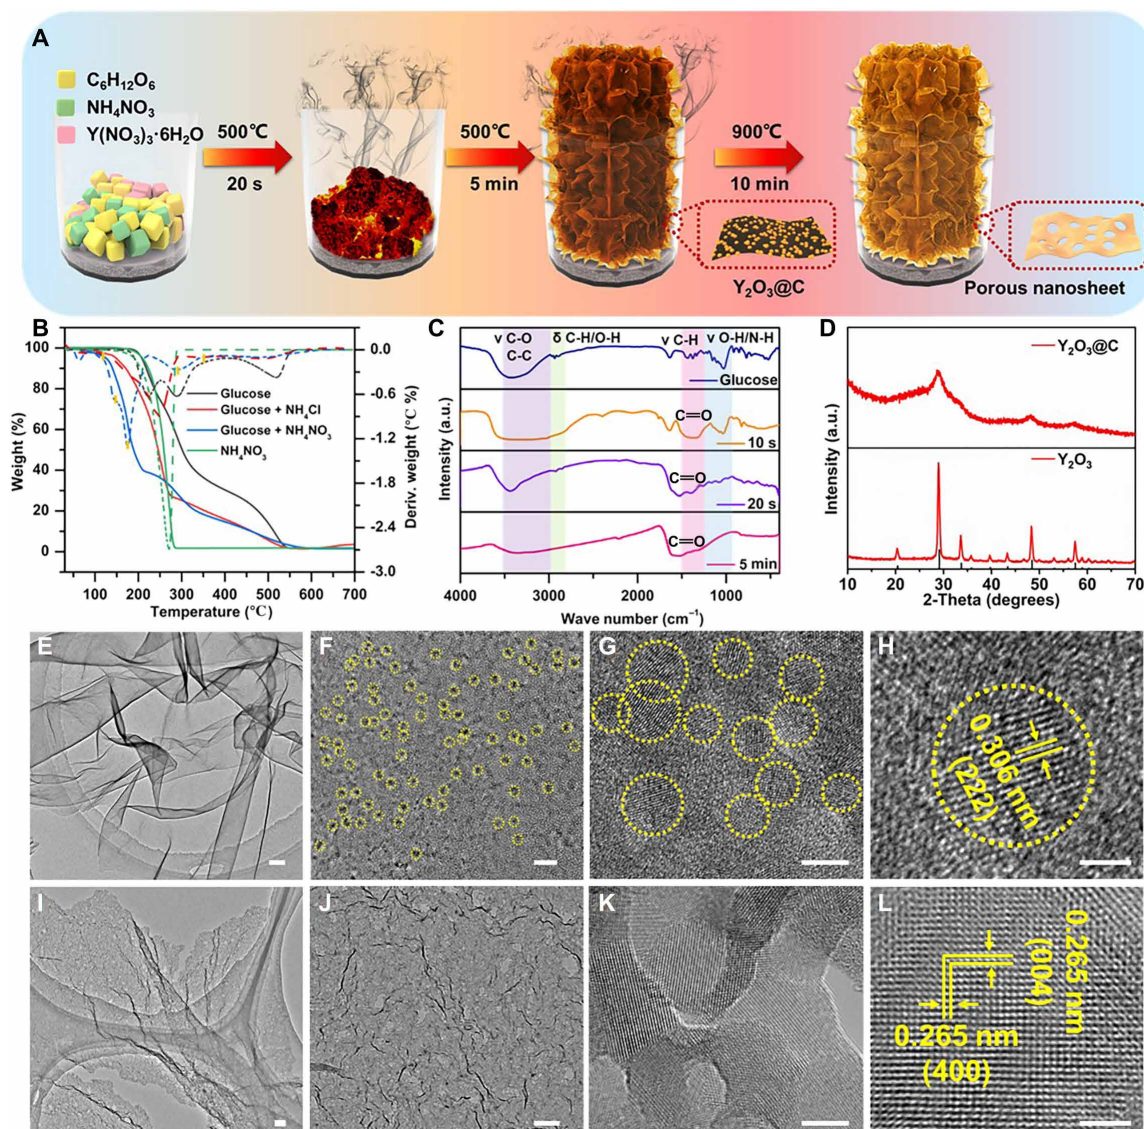 A
C₆H₁₂O₆
NH₄NO₃
Y(NO₃)₃·6H₂O
500℃
20 s
500℃
5 min
900℃
10 min
Y₂O₃@C
Porous nanosheet
B
Weight (%)
100
80
60
40
20
0
0.0
-0.6
-1.2
-1.8
-2.4
-3.0
Deriv. weight (°C %)
Glucose
Glucose + NH₄Cl
Glucose + NH₄NO₃
NH₄NO₃
100 200 300 400 500 600 700
Temperature (℃)
C
Intensity (a.u.)
ν C-O
C-C
δ C-H/O-H
ν C-H
ν O-H/N-H
Glucose
C=O
10 s
C=O
20 s
C=O
5 min
4000 3000 2000 1000
Wave number (cm⁻¹)
D
Intensity (a.u.)
Y₂O₃@C
Y₂O₃
10 20 30 40 50 60 70
2-Theta (degrees)
E
F
G
H
0.306 nm
(222)
I
J
K
L
0.265 nm
(004)
0.265 nm
(400)